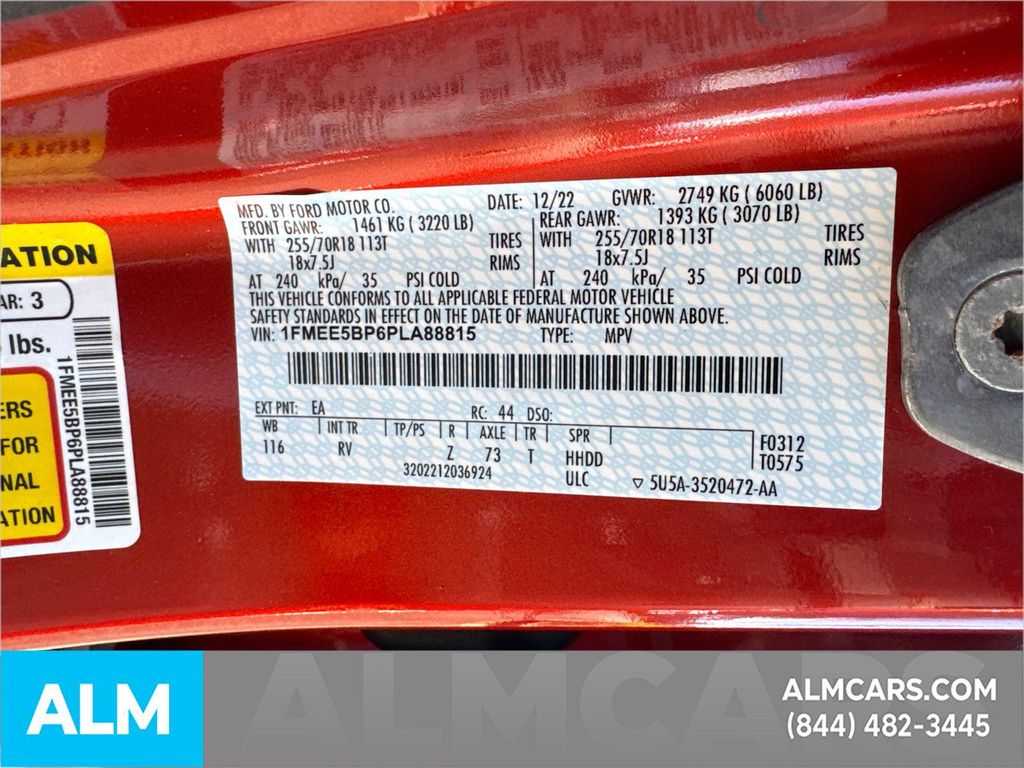 MFD. BY FORD MOTOR CO. DATE: 12/22 GVWR: 2749 KG ( 6060 LB)
FRONT GAWR: 1461 KG ( 3220 LB) REAR GAWR: 1393 KG ( 3070 LB)
WITH 255/70R18 113T TIRES WITH 255/70R18 113T TIRES
18x7.5J RIMS 18x7.5J RIMS
AT 240 kPa/ 35 PSI COLD AT 240 kPa/ 35 PSI COLD
THIS VEHICLE CONFORMS TO ALL APPLICABLE FEDERAL MOTOR VEHICLE
SAFETY STANDARDS IN EFFECT ON THE DATE OF MANUFACTURE SHOWN ABOVE.
VIN: 1FMEE5BP6PLA88815 TYPE: MPV
EXT PNT: EA RC: 44 DSO:
WB INT TR TP/PS R AXLE TR SPR F0312
116 RV Z 73 T HHDD T0575
3202212036924 ULC ▽ 5U5A-3520472-AA
ATION
AR: 3
lbs.
ERS
FOR
NAL
ATION
1FMEE5BP6PLA88815
ALM
ALMCARS
ALMCARS.COM
(844) 482-3445